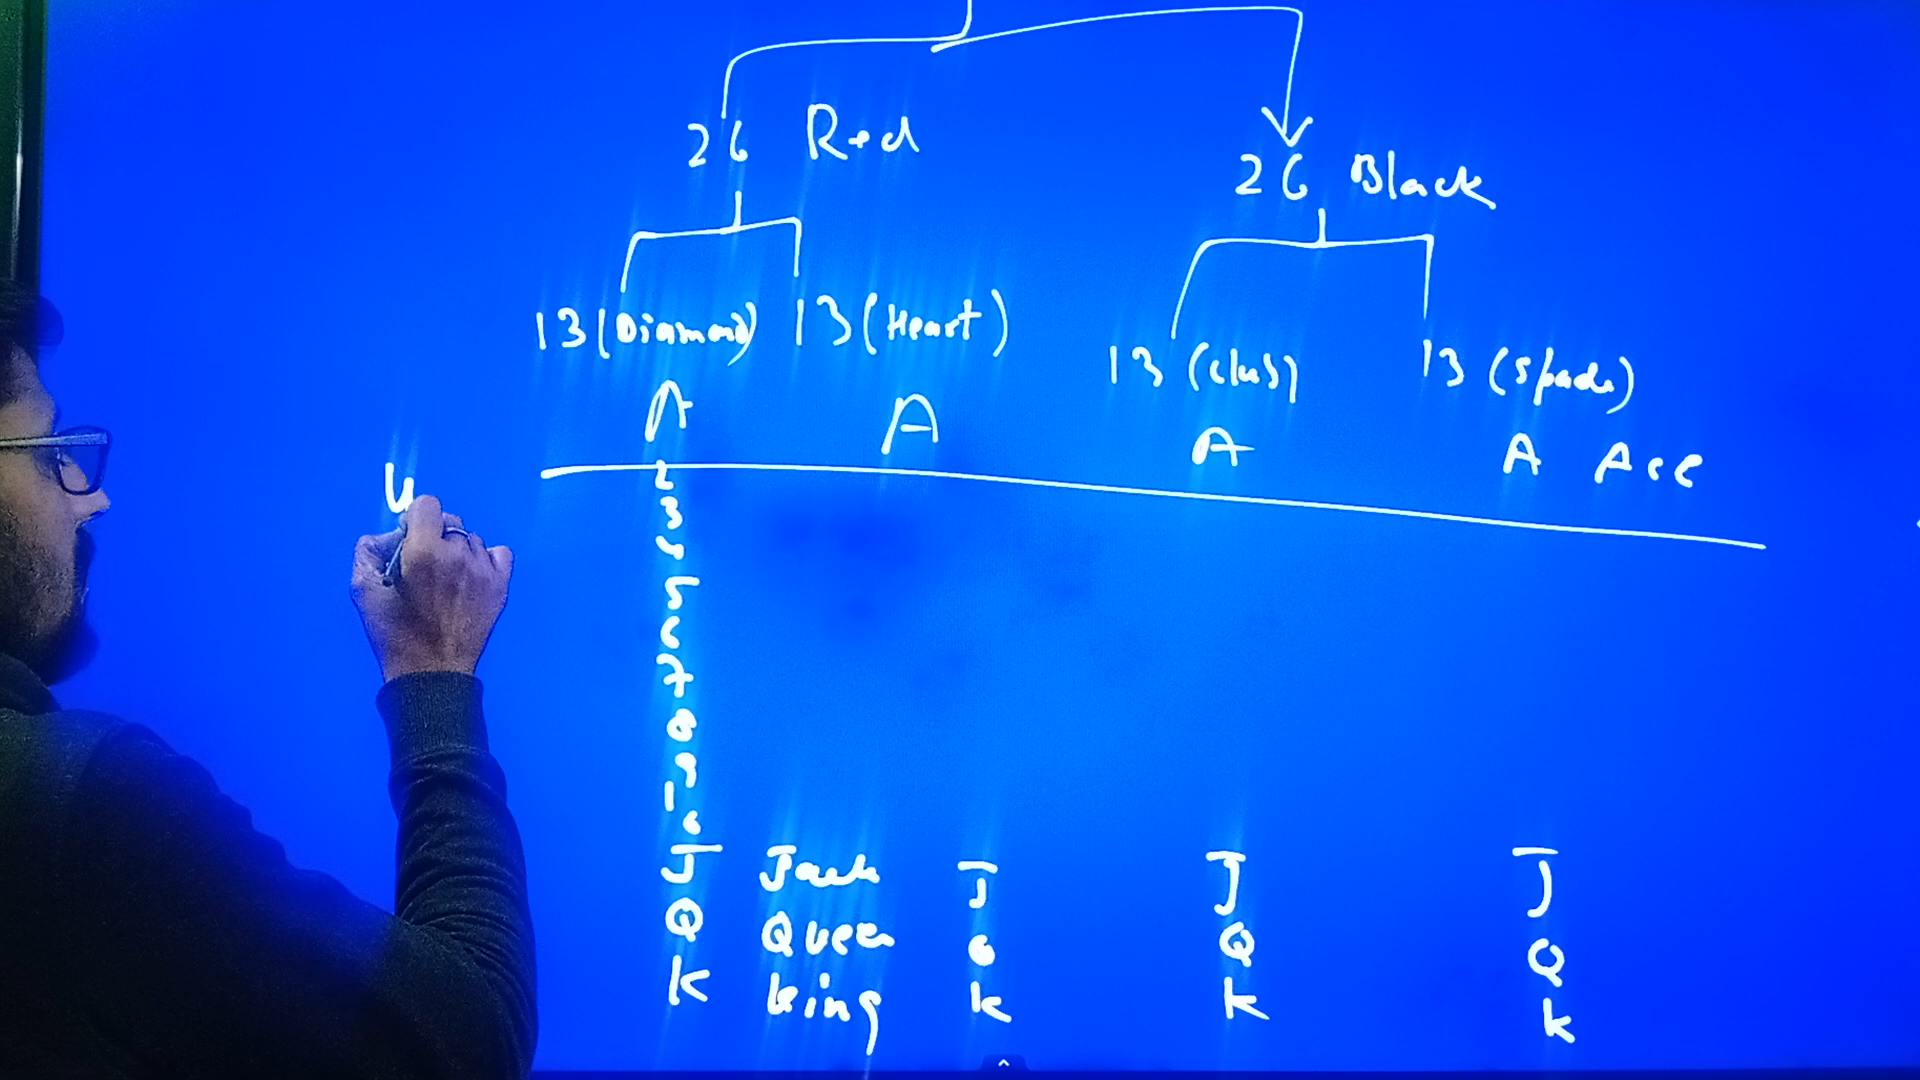 26 Red
26 Black
13 (Diamond) 13 (Heart)
13 (club) 13 (spade)
A A A A Ace
2
3
4
5
6
7
8
9
10
J Jack J J J
Q Queen Q Q Q
K king K K K